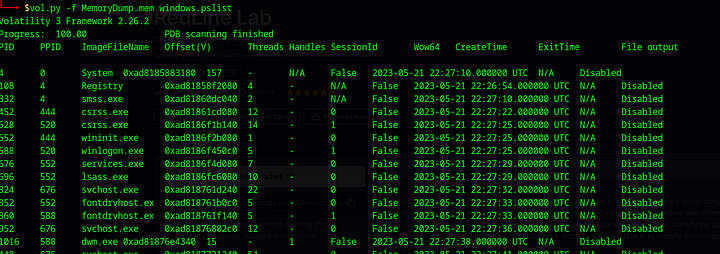 $vol.py -f MemoryDump.mem windows.pslist
Volatility 3 Framework 2.26.2
Progress: 100.00 PDB scanning finished
PID PPID ImageFileName Offset(V) Threads Handles SessionId Wow64 CreateTime ExitTime File output
4 0 System 0xad8185883180 157 - N/A False 2023-05-21 22:27:10.000000 UTC N/A Disabled
108 4 Registry 0xad81858f2080 4 - N/A False 2023-05-21 22:26:54.000000 UTC N/A Disabled
332 4 smss.exe 0xad81860dc040 2 - N/A False 2023-05-21 22:27:10.000000 UTC N/A Disabled
452 444 csrss.exe 0xad81861cd080 12 - 0 False 2023-05-21 22:27:22.000000 UTC N/A Disabled
528 520 csrss.exe 0xad8186f1b140 14 - 1 False 2023-05-21 22:27:25.000000 UTC N/A Disabled
552 444 wininit.exe 0xad8186f2b080 1 - 0 False 2023-05-21 22:27:25.000000 UTC N/A Disabled
588 520 winlogon.exe 0xad8186f450c0 5 - 1 False 2023-05-21 22:27:25.000000 UTC N/A Disabled
676 552 services.exe 0xad8186f4d080 7 - 0 False 2023-05-21 22:27:29.000000 UTC N/A Disabled
696 552 lsass.exe 0xad8186fc6080 10 - 0 False 2023-05-21 22:27:29.000000 UTC N/A Disabled
824 676 svchost.exe 0xad818761d240 22 - 0 False 2023-05-21 22:27:32.000000 UTC N/A Disabled
852 552 fontdrvhost.ex 0xad818761b0c0 5 - 0 False 2023-05-21 22:27:33.000000 UTC N/A Disabled
860 588 fontdrvhost.ex 0xad818761f140 5 - 1 False 2023-05-21 22:27:33.000000 UTC N/A Disabled
952 676 svchost.exe 0xad81876802c0 12 - 0 False 2023-05-21 22:27:36.000000 UTC N/A Disabled
1016 588 dwm.exe 0xad81876e4340 15 - 1 False 2023-05-21 22:27:38.000000 UTC N/A Disabled